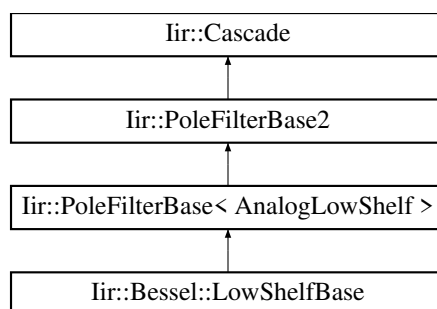 Iir::Cascade
Iir::PoleFilterBase2
Iir::PoleFilterBase< AnalogLowShelf >
Iir::Bessel::LowShelfBase